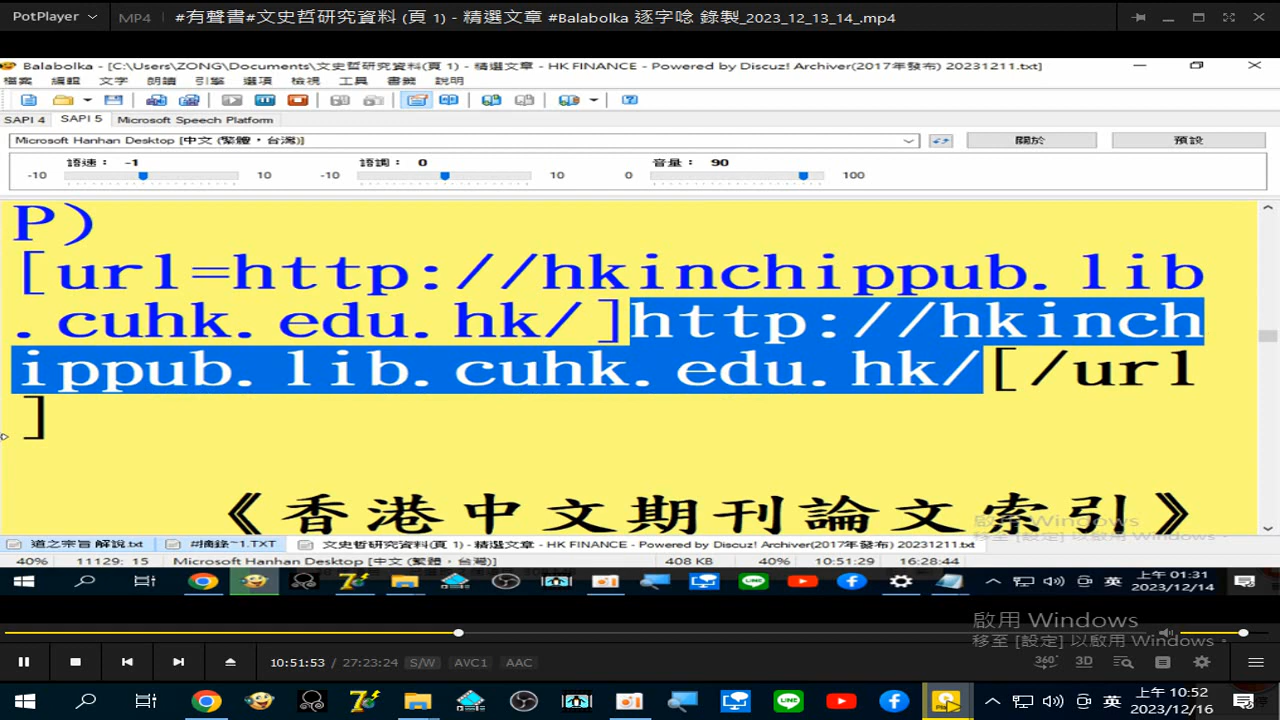 PotPlayer MP4 #有聲書#文史哲研究資料 (頁 1) - 精選文章 #Balabolka 逐字唸 錄製_2023_12_13_14_.mp4
Balabolka - [C:\Users\ZONG\Documents\文史哲研究資料(頁 1) - 精選文章 - HK FINANCE - Powered by Discuz! Archiver(2017年發布) 20231211.txt]
檔案 編輯 文字 朗讀 引擎 選項 檢視 工具 書籤 說明
SAPI 4 SAPI 5 Microsoft Speech Platform
Microsoft Hanhan Desktop [中文 (繁體，台灣)] 關於 預設
語速： -1 語調： 0 音量： 90
-10 10 -10 10 0 100
P)
[url=http://hkinchippub.lib
.cuhk.edu.hk/]http://hkinch
ippub.lib.cuhk.edu.hk/[/url
]
《香港中文期刊論文索引》
啟用 Windows
移至 [設定] 以啟用 Windows。
道之宗旨 解說.txt #摘錄~1.TXT 文史哲研究資料(頁 1) - 精選文章 - HK FINANCE - Powered by Discuz! Archiver(2017年發布) 20231211.txt
40% 11129: 15 Microsoft Hanhan Desktop [中文 (繁體，台灣)] 408 KB 40% 10:51:29 16:28:44
英 上午 01:31
2023/12/14
啟用 Windows
移至 [設定] 以啟用 Windows。
10:51:53 / 27:23:24 S/W AVC1 AAC 360° 3D
英 上午 10:52
2023/12/16